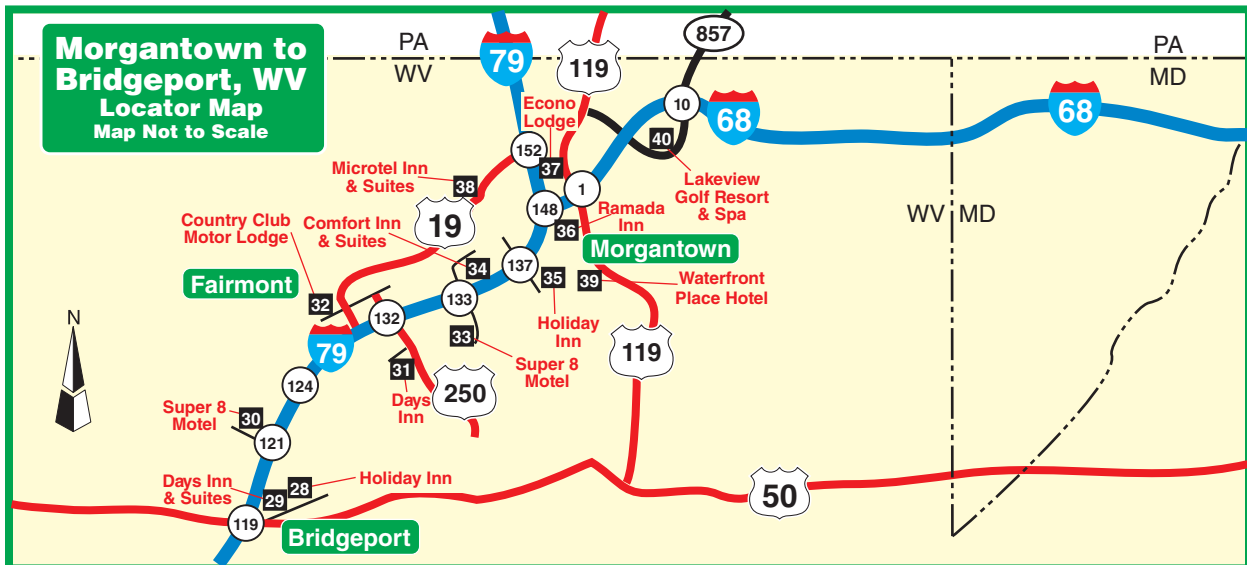 Morgantown to
Bridgeport, WV
Locator Map
Map Not to Scale
PA
WV
79
119
857
PA
MD
10
68
68
Econo
Lodge
40
152
37
Microtel Inn
& Suites
38
1
Lakeview
Golf Resort
& Spa
148
19
Ramada
Inn
36
WV
MD
Country Club
Motor Lodge
Comfort Inn
& Suites
Morgantown
34
137
Fairmont
35
39
Waterfront
Place Hotel
32
133
132
Holiday
Inn
N
33
79
119
Super 8
Motel
31
124
Days
Inn
250
Super 8
Motel
30
121
Days Inn
& Suites
29
28
Holiday Inn
50
119
Bridgeport